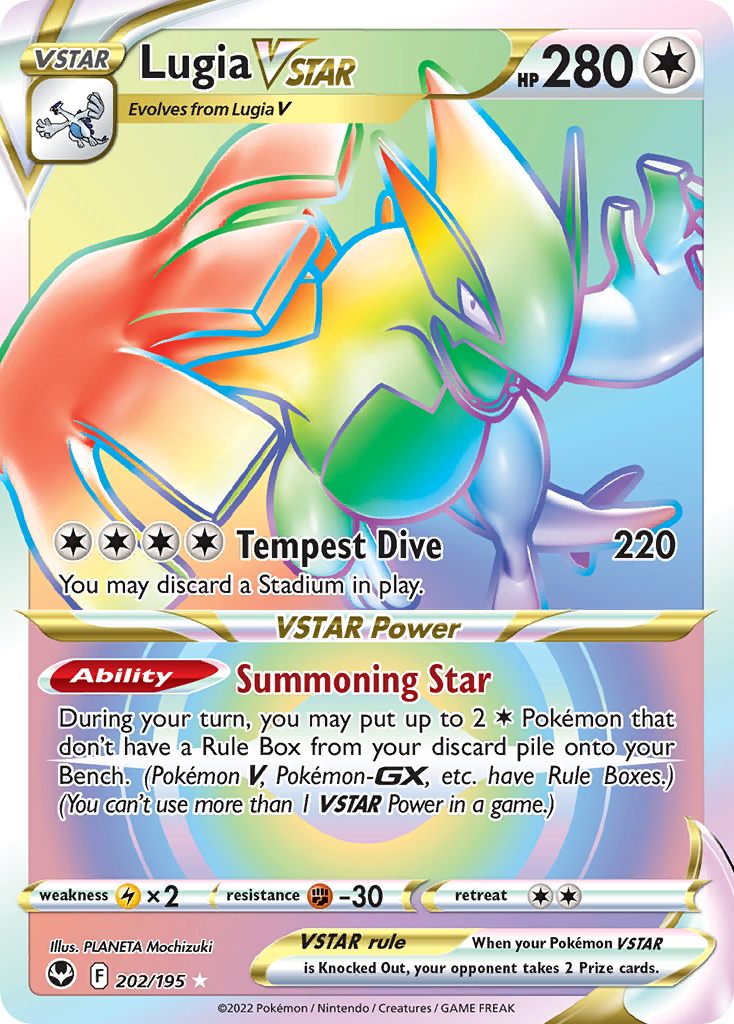 VSTAR Lugia VSTAR HP 280
Evolves from Lugia V
Tempest Dive 220
You may discard a Stadium in play.
VSTAR Power
Ability Summoning Star
During your turn, you may put up to 2 Pokémon that
don't have a Rule Box from your discard pile onto your
Bench. (Pokémon V, Pokémon-GX, etc. have Rule Boxes.)
(You can't use more than 1 VSTAR Power in a game.)
weakness ×2 resistance -30 retreat
Illus. PLANETA Mochizuki
VSTAR rule When your Pokémon VSTAR
is Knocked Out, your opponent takes 2 Prize cards.
F 202/195 ★
©2022 Pokémon / Nintendo / Creatures / GAME FREAK